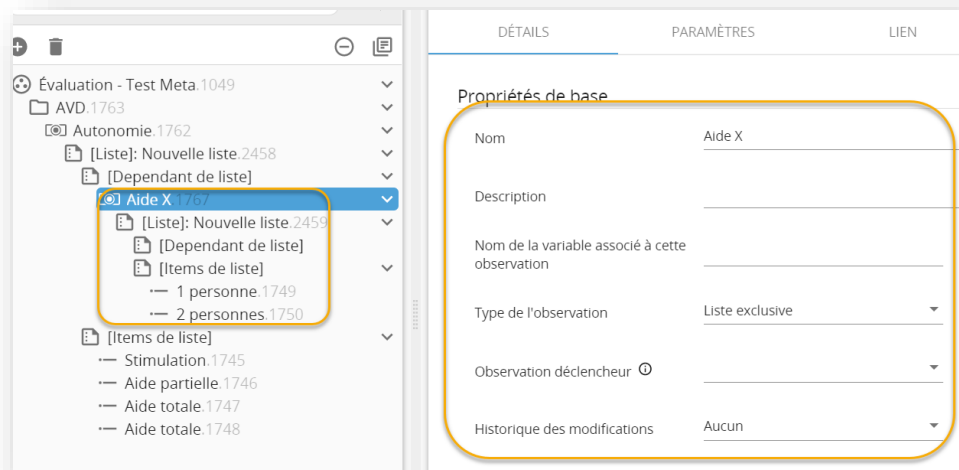 Évaluation - Test Meta.1049
AVD.1763
Autonomie.1762
[Liste]: Nouvelle liste.2458
[Dependant de liste]
Aide X.1767
[Liste]: Nouvelle liste.2459
[Dependant de liste]
[Items de liste]
1 personne.1749
2 personnes.1750
[Items de liste]
Stimulation.1745
Aide partielle.1746
Aide totale.1747
Aide totale.1748
DÉTAILS PARAMÈTRES LIEN
Propriétés de base
Nom Aide X
Description
Nom de la variable associé à cette
observation
Type de l'observation Liste exclusive
Observation déclencheur
Historique des modifications Aucun